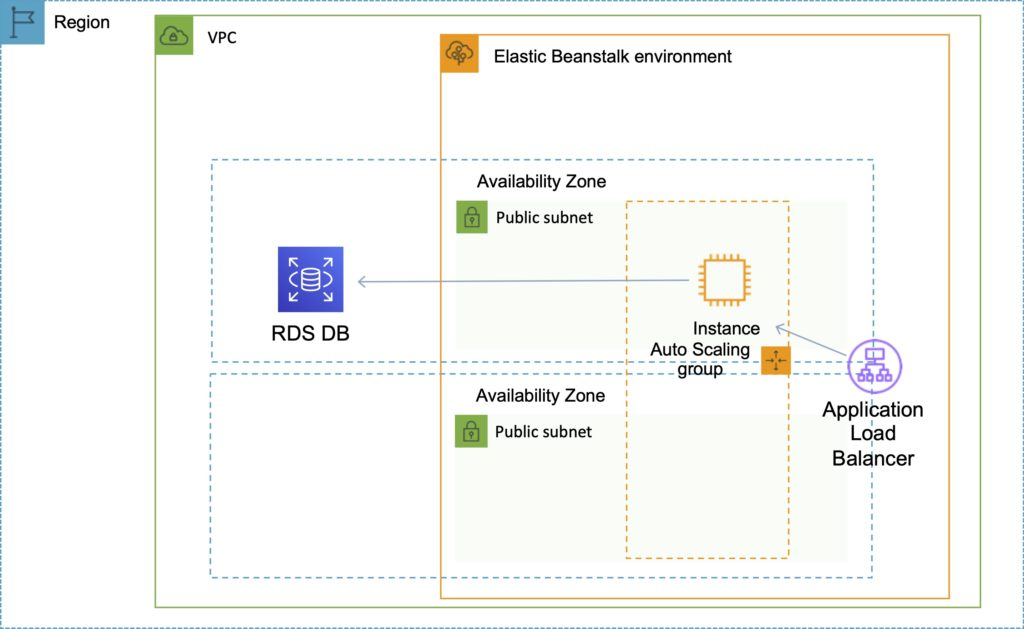 Region
VPC
Elastic Beanstalk environment
Availability Zone
Public subnet
RDS DB
Instance
Auto Scaling
group
Application
Load
Balancer
Availability Zone
Public subnet